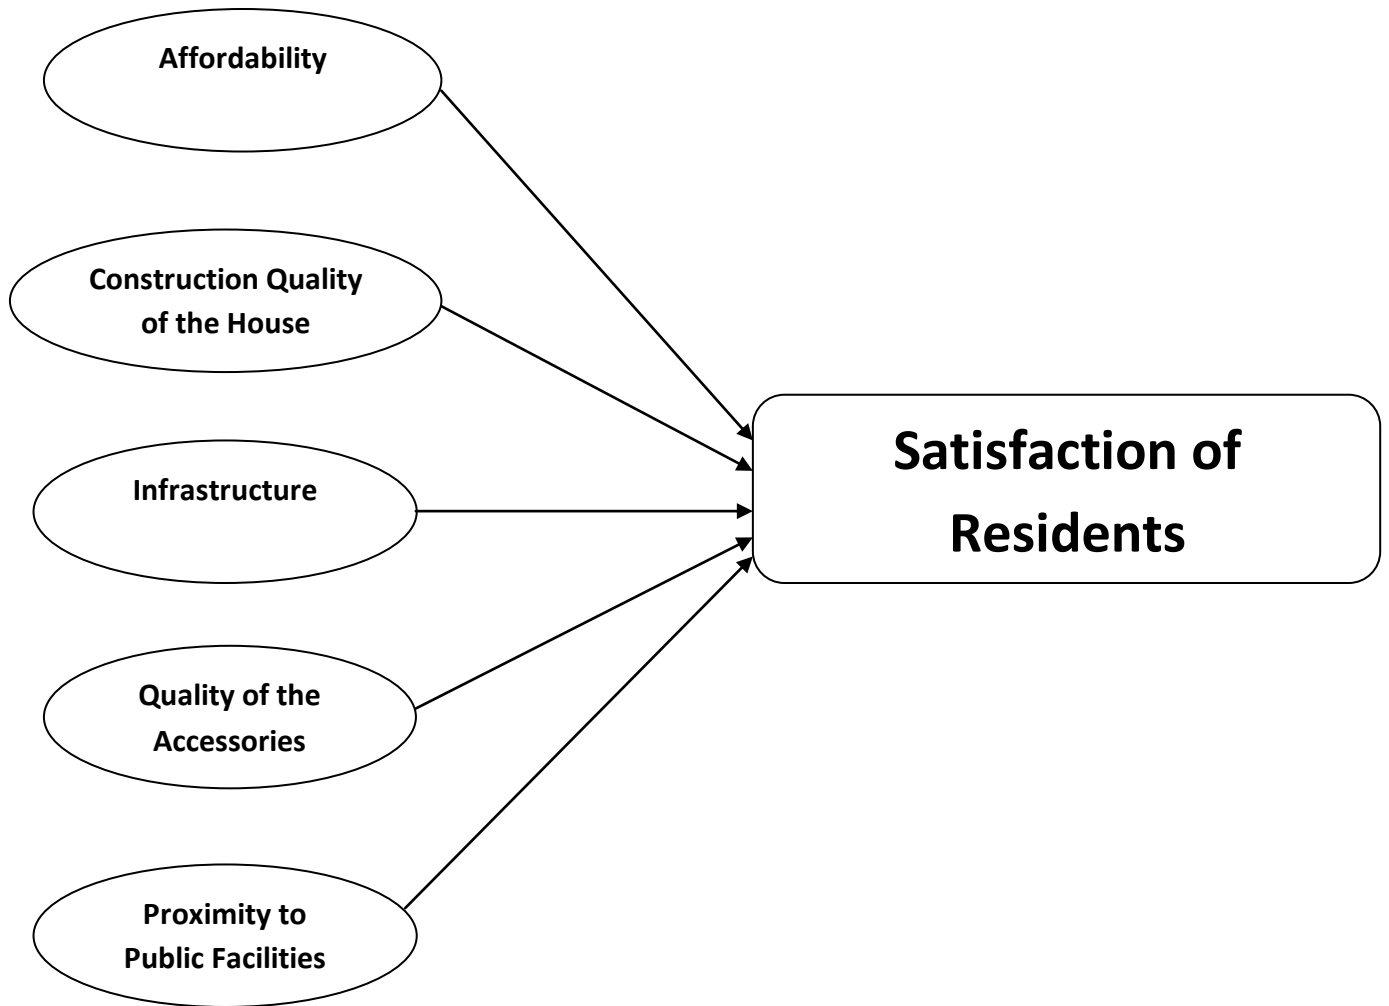 Affordability
Construction Quality
of the House
Infrastructure
Satisfaction of
Residents
Quality of the
Accessories
Proximity to
Public Facilities